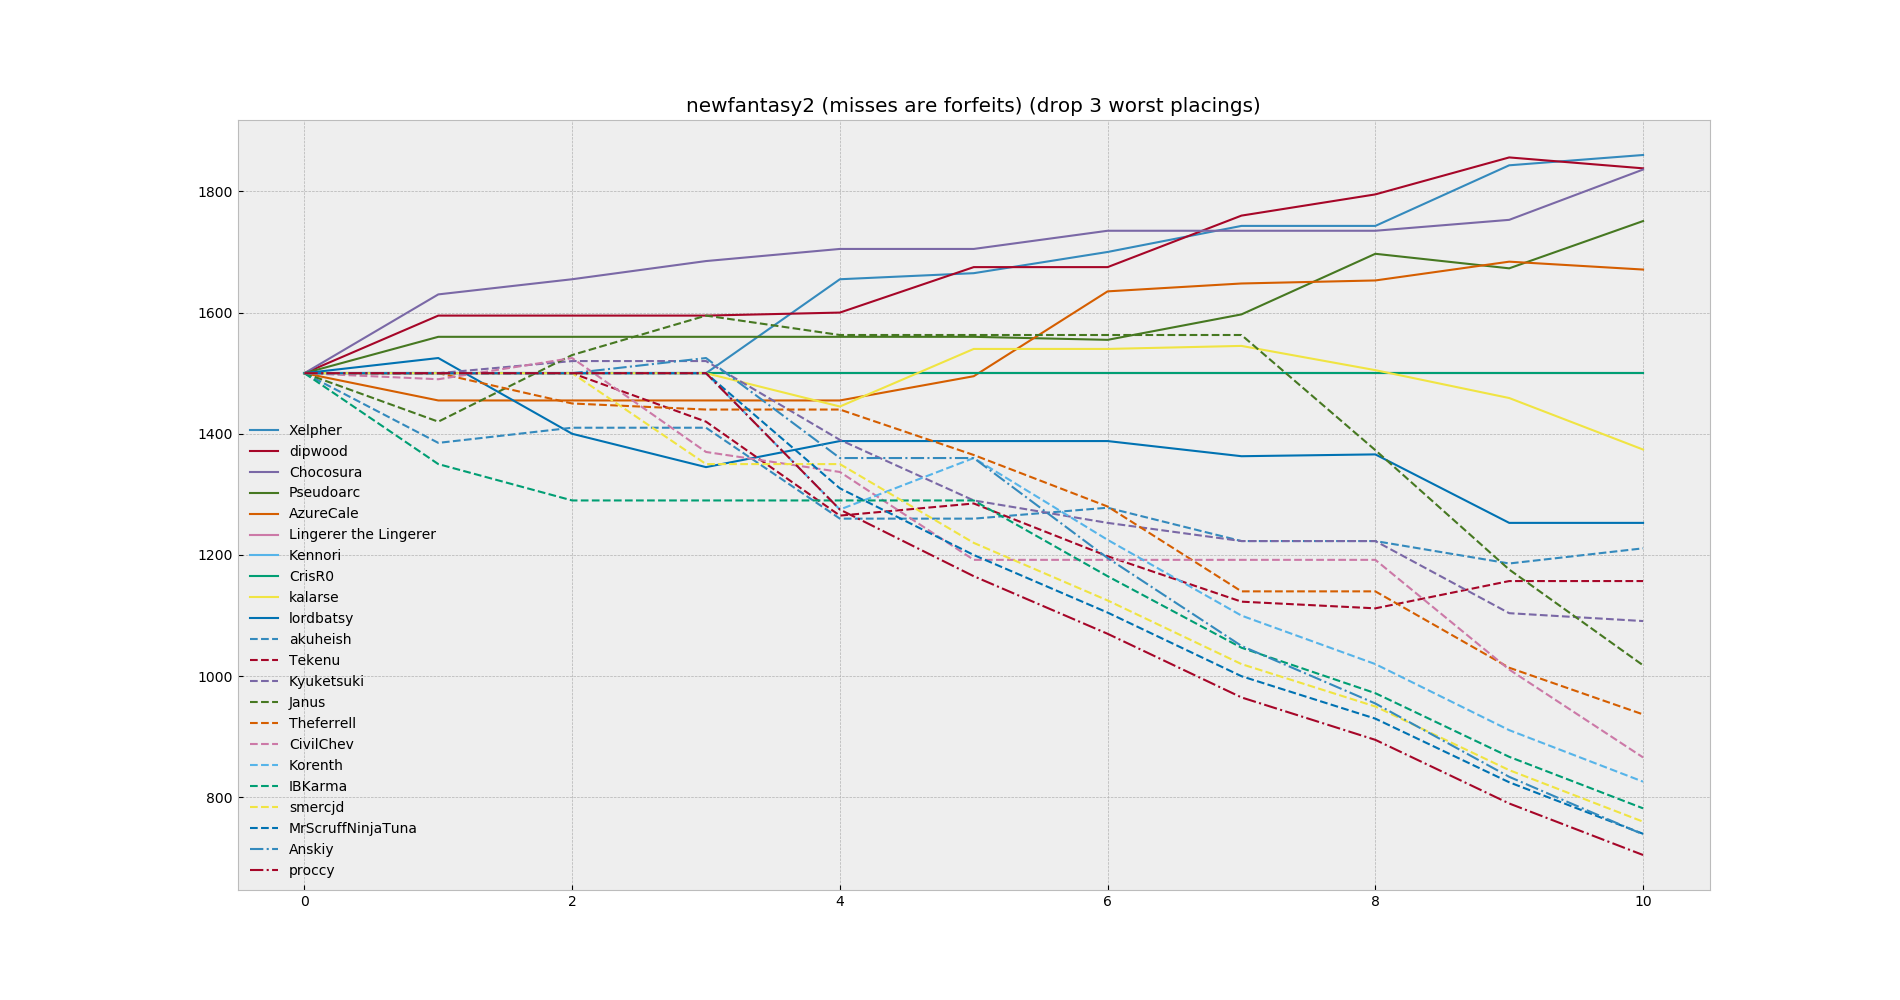 newfantasy2 (misses are forfeits) (drop 3 worst placings)
1800
1600
1400
1200
1000
800
Xelpher
dipwood
Chocosura
Pseudoarc
AzureCale
Lingerer the Lingerer
Kennori
CrisR0
kalarse
lordbatsy
akuheish
Tekenu
Kyuketsuki
Janus
Theferrell
CivilChev
Korenth
IBKarma
smercjd
MrScruffNinjaTuna
Anskiy
proccy
0 2 4 6 8 10